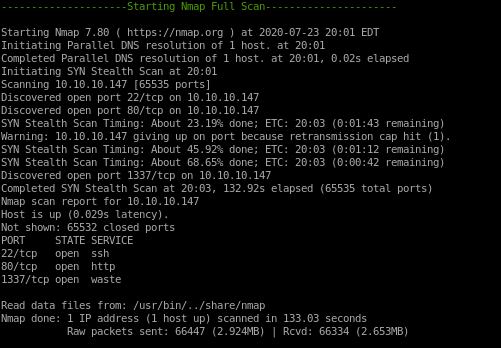 ---------------------Starting Nmap Full Scan----------------------
Starting Nmap 7.80 ( https://nmap.org ) at 2020-07-23 20:01 EDT
Initiating Parallel DNS resolution of 1 host. at 20:01
Completed Parallel DNS resolution of 1 host. at 20:01, 0.02s elapsed
Initiating SYN Stealth Scan at 20:01
Scanning 10.10.10.147 [65535 ports]
Discovered open port 22/tcp on 10.10.10.147
Discovered open port 80/tcp on 10.10.10.147
SYN Stealth Scan Timing: About 23.19% done; ETC: 20:03 (0:01:43 remaining)
Warning: 10.10.10.147 giving up on port because retransmission cap hit (1).
SYN Stealth Scan Timing: About 45.92% done; ETC: 20:03 (0:01:12 remaining)
SYN Stealth Scan Timing: About 68.65% done; ETC: 20:03 (0:00:42 remaining)
Discovered open port 1337/tcp on 10.10.10.147
Completed SYN Stealth Scan at 20:03, 132.92s elapsed (65535 total ports)
Nmap scan report for 10.10.10.147
Host is up (0.029s latency).
Not shown: 65532 closed ports
PORT     STATE SERVICE
22/tcp   open  ssh
80/tcp   open  http
1337/tcp open  waste
Read data files from: /usr/bin/../share/nmap
Nmap done: 1 IP address (1 host up) scanned in 133.03 seconds
           Raw packets sent: 66447 (2.924MB) | Rcvd: 66334 (2.653MB)